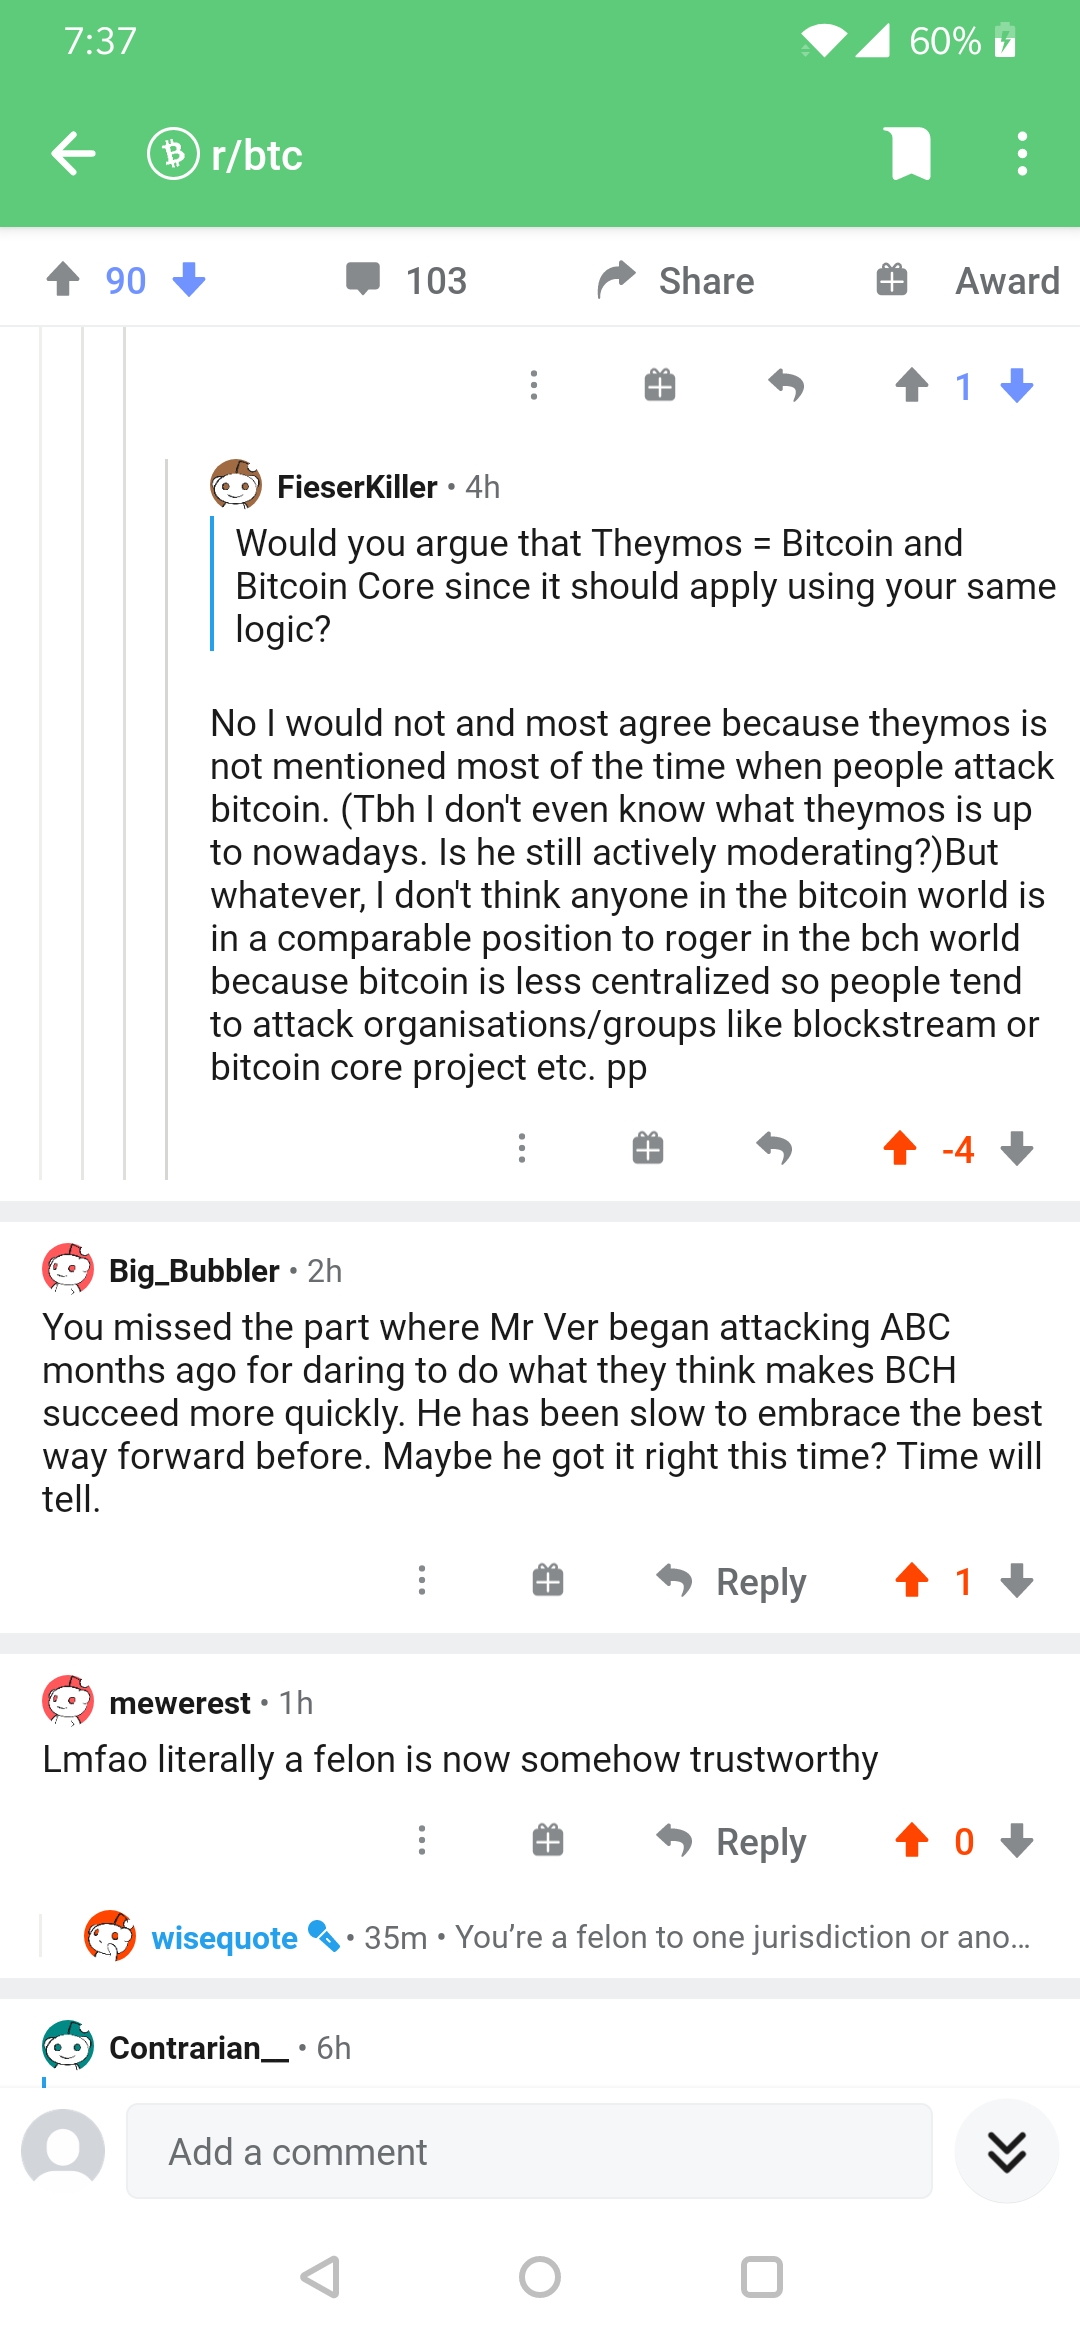 7:37
60%
r/btc
90
103
Share
Award
1
FieserKiller • 4h
Would you argue that Theymos = Bitcoin and
Bitcoin Core since it should apply using your same
logic?
No I would not and most agree because theymos is
not mentioned most of the time when people attack
bitcoin. (Tbh I don't even know what theymos is up
to nowadays. Is he still actively moderating?)But
whatever, I don't think anyone in the bitcoin world is
in a comparable position to roger in the bch world
because bitcoin is less centralized so people tend
to attack organisations/groups like blockstream or
bitcoin core project etc. pp
-4
Big_Bubbler • 2h
You missed the part where Mr Ver began attacking ABC
months ago for daring to do what they think makes BCH
succeed more quickly. He has been slow to embrace the best
way forward before. Maybe he got it right this time? Time will
tell.
Reply
1
mewerest • 1h
Lmfao literally a felon is now somehow trustworthy
Reply
0
wisequote • 35m • You’re a felon to one jurisdiction or ano...
Contrarian__ • 6h
Add a comment